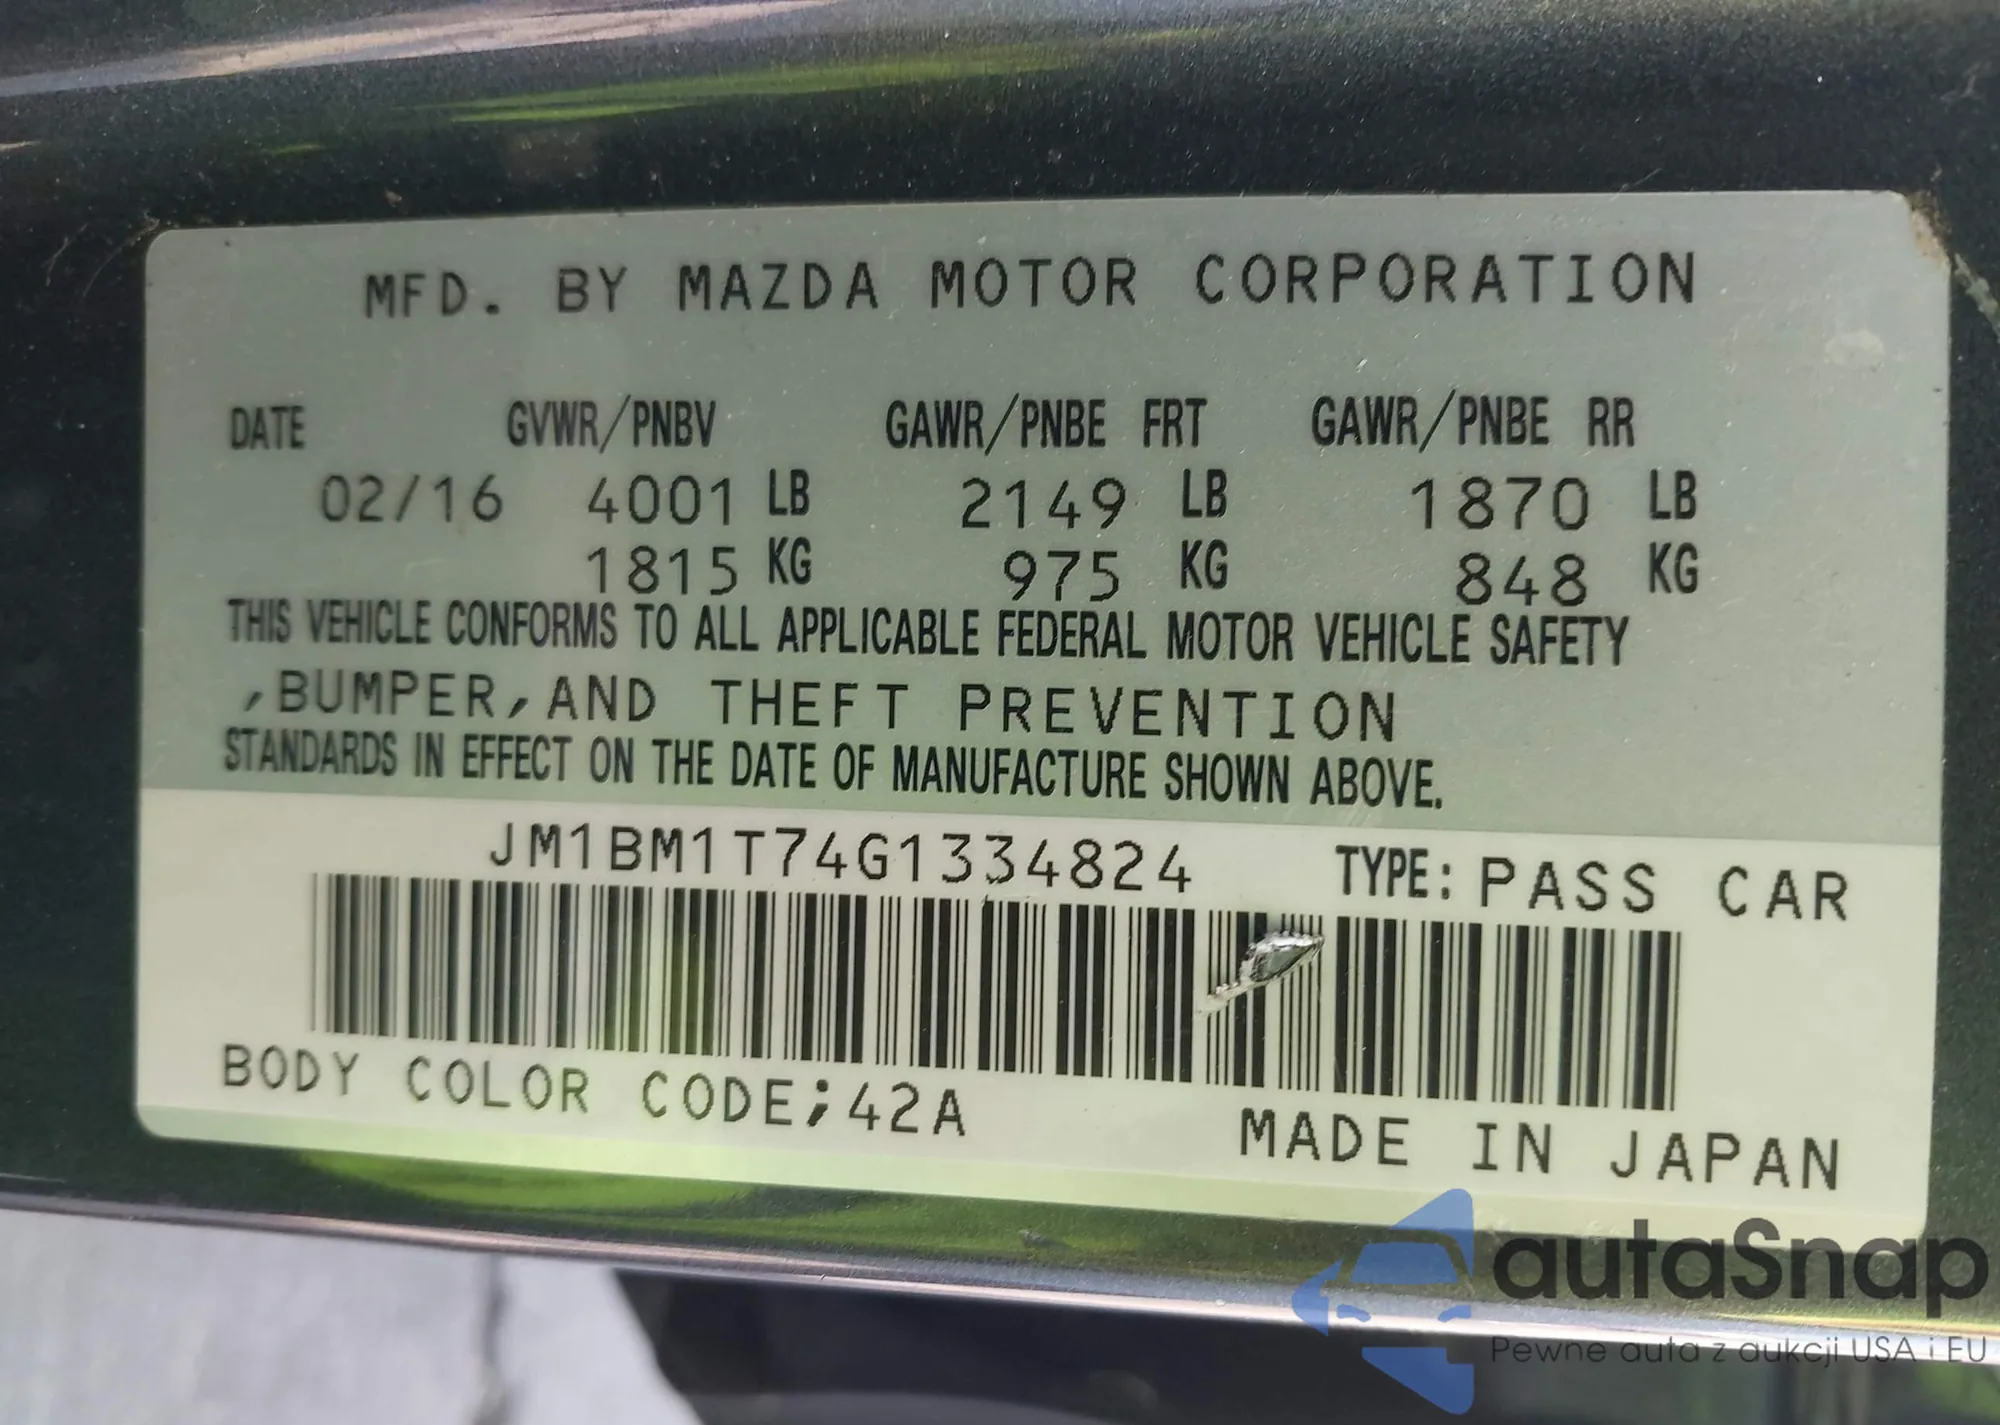 MFD. BY MAZDA MOTOR CORPORATION
DATE GVWR/PNBV GAWR/PNBE FRT GAWR/PNBE RR
02/16 4001 LB 2149 LB 1870 LB
1815 KG 975 KG 848 KG
THIS VEHICLE CONFORMS TO ALL APPLICABLE FEDERAL MOTOR VEHICLE SAFETY
,BUMPER,AND THEFT PREVENTION
STANDARDS IN EFFECT ON THE DATE OF MANUFACTURE SHOWN ABOVE.
JM1BM1T74G1334824 TYPE: PASS CAR
BODY COLOR CODE;42A
MADE IN JAPAN
autaSnap
Pewne auta z aukcji USA i EU